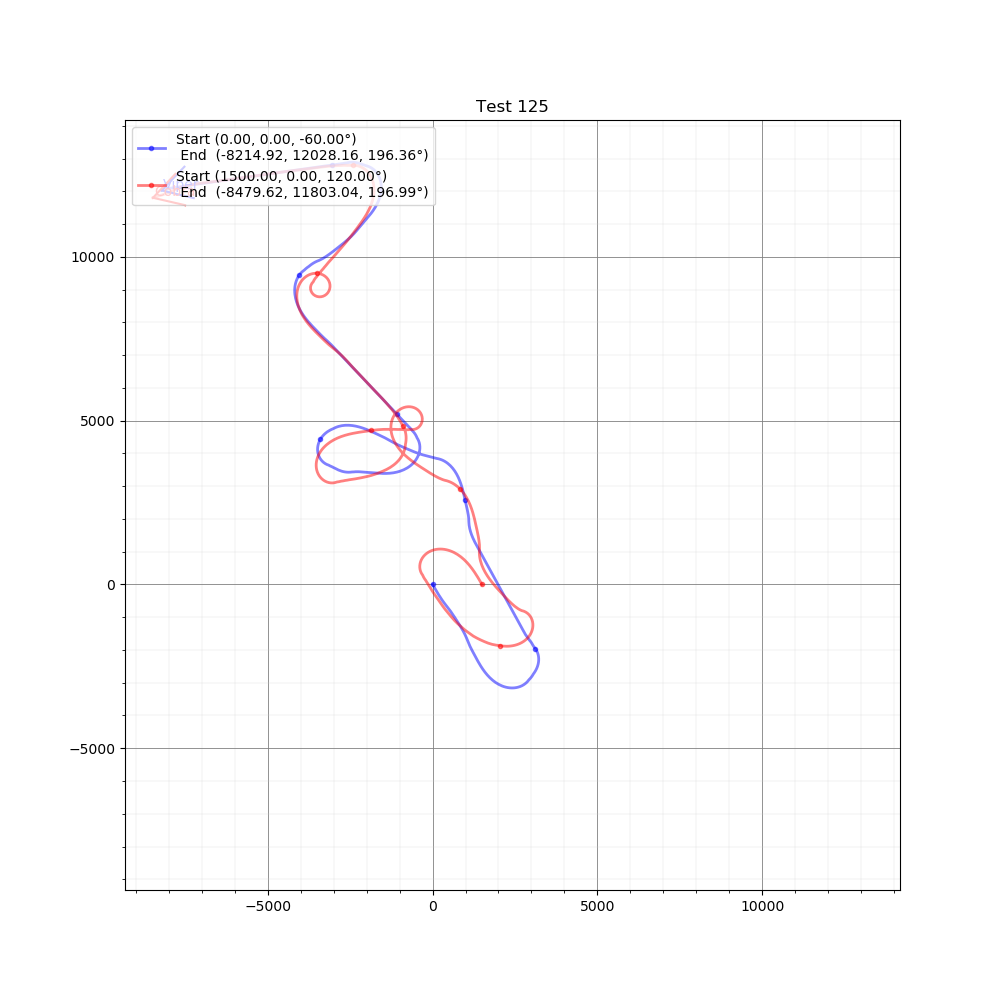 Test 125
Start (0.00, 0.00, -60.00°)
End (-8214.92, 12028.16, 196.36°)
Start (1500.00, 0.00, 120.00°)
End (-8479.62, 11803.04, 196.99°)
10000
5000
0
−5000
−5000 0 5000 10000